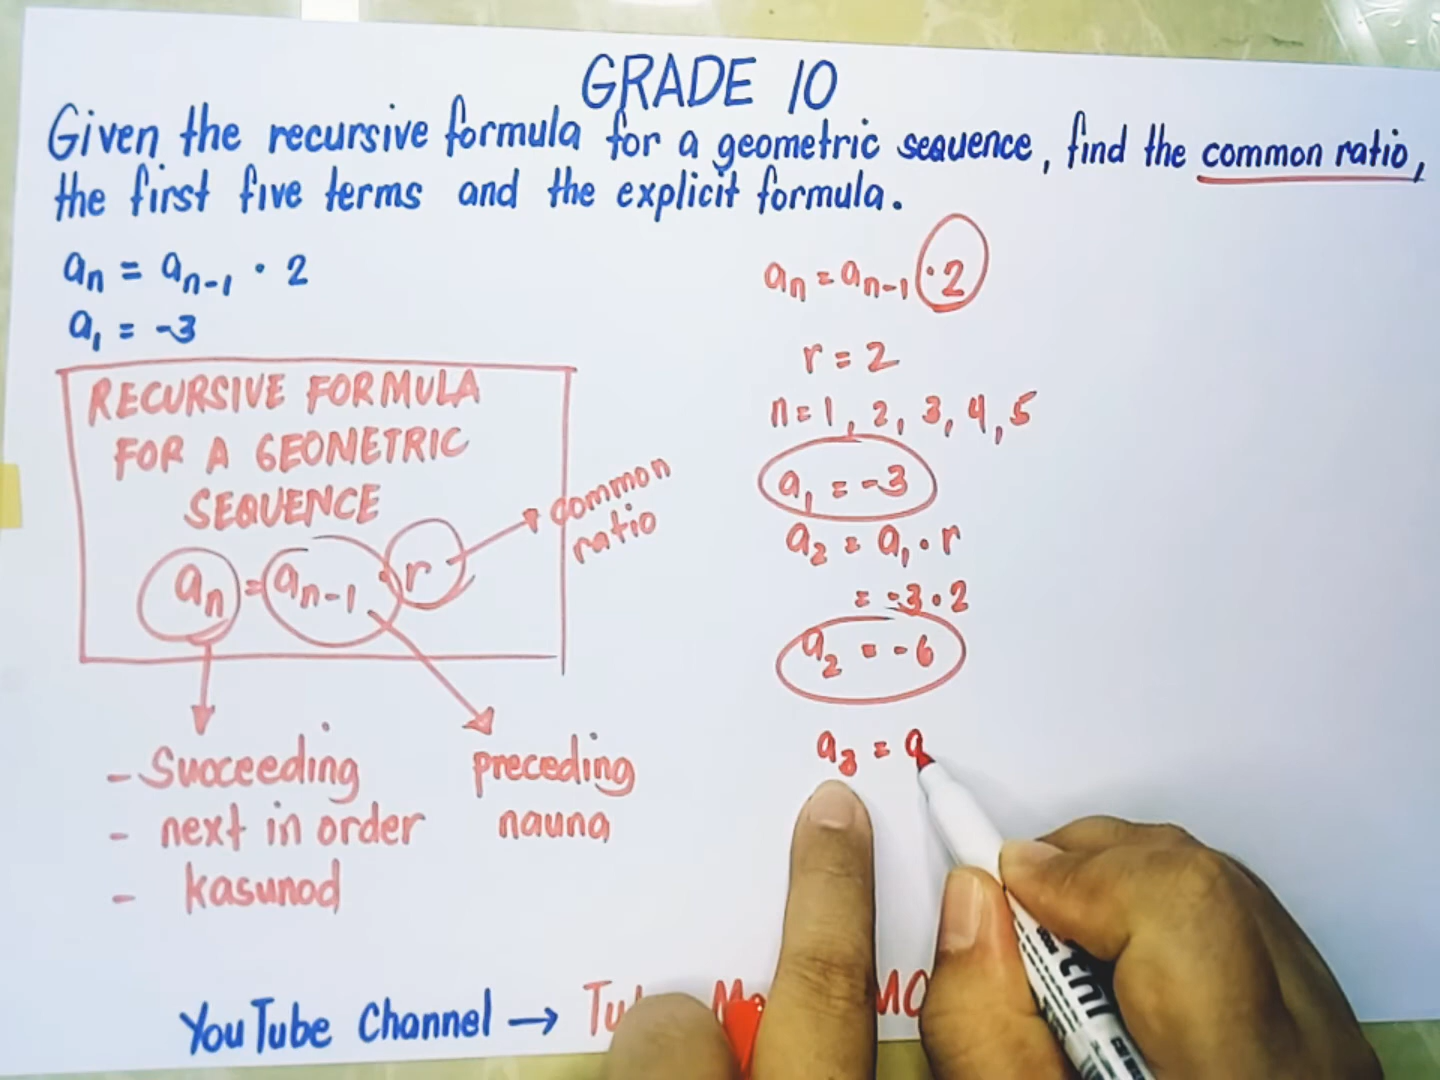 GRADE 10
Given the recursive formula for a geometric sequence, find the common ratio,
the first five terms and the explicit formula.
aₙ = aₙ₋₁ · 2
a₁ = -3
RECURSIVE FORMULA
FOR A GEOMETRIC
SEQUENCE
aₙ = aₙ₋₁ · r
common
ratio
- Succeeding
- next in order
- kasunod
preceding
nauna
aₙ = aₙ₋₁ · 2
r = 2
n = 1, 2, 3, 4, 5
a₁ = -3
a₂ = a₁ · r
= -3 · 2
a₂ = -6
a₃ = a
YouTube Channel →